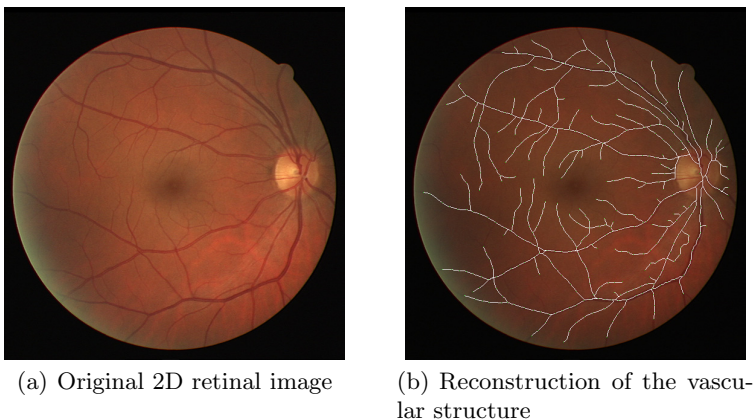 (a) Original 2D retinal image
(b) Reconstruction of the vascu-
lar structure